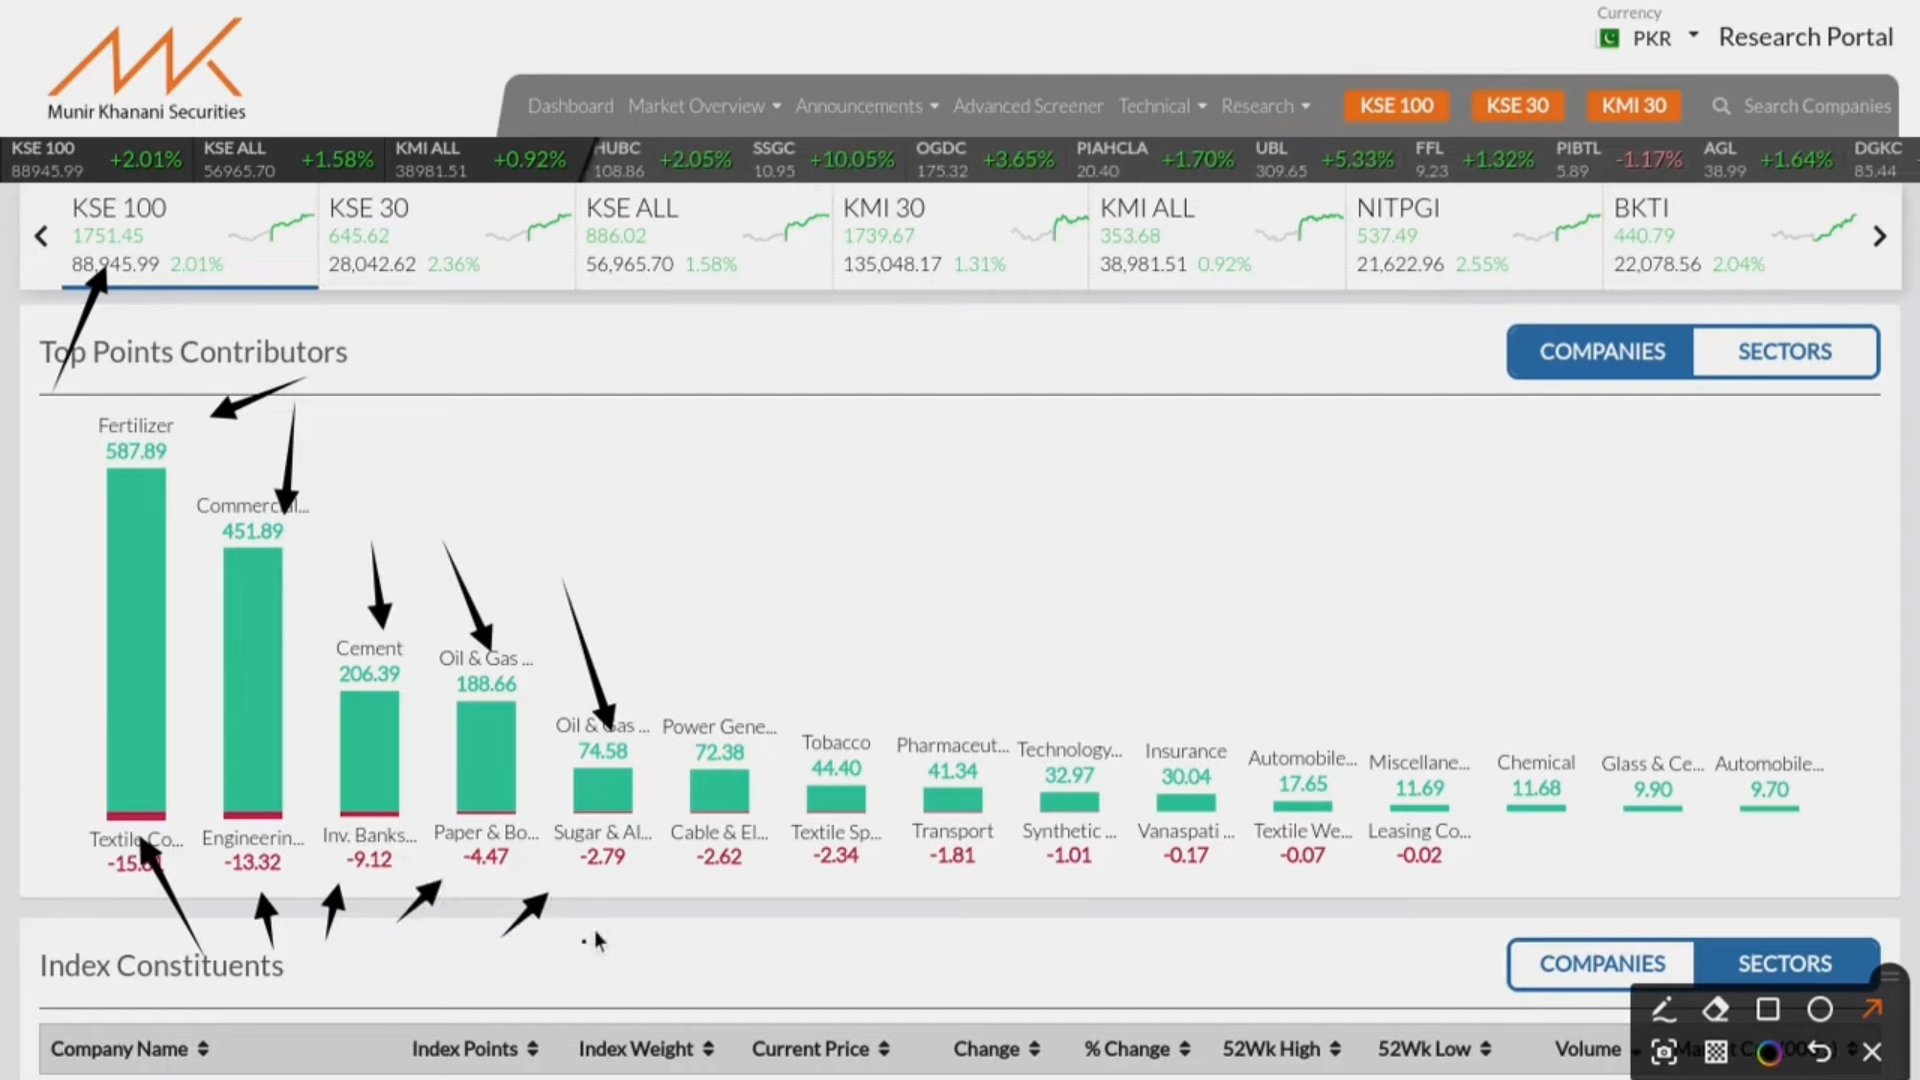 Currency
PKR
Research Portal
Munir Khanani Securities
Dashboard Market Overview Announcements Advanced Screener Technical Research KSE 100 KSE 30 KMI 30 Search Companies
KSE 100 88945.99 +2.01%
KSE ALL 56965.70 +1.58%
KMI ALL 38981.51 +0.92%
HUBC 108.86 +2.05%
SSGC 10.95 +10.05%
OGDC 175.32 +3.65%
PIAHCLA 20.40 +1.70%
UBL 309.65 +5.33%
FFL 9.23 +1.32%
PIBTL 5.89 -1.17%
AGL 38.99 +1.64%
DGKC 85.44
KSE 100
1751.45
88,945.99 2.01%
KSE 30
645.62
28,042.62 2.36%
KSE ALL
886.02
56,965.70 1.58%
KMI 30
1739.67
135,048.17 1.31%
KMI ALL
353.68
38,981.51 0.92%
NITPGI
537.49
21,622.96 2.55%
BKTI
440.79
22,078.56 2.04%
Top Points Contributors
COMPANIES SECTORS
Fertilizer
587.89
Commercial...
451.89
Cement
206.39
Oil & Gas ...
188.66
Oil & Gas ...
74.58
Power Gene...
72.38
Tobacco
44.40
Pharmaceut...
41.34
Technology...
32.97
Insurance
30.04
Automobile...
17.65
Miscellane...
11.69
Chemical
11.68
Glass & Ce...
9.90
Automobile...
9.70
Textile Co...
Engineerin...
-13.32
Inv. Banks...
-9.12
Paper & Bo...
-4.47
Sugar & Al...
-2.79
Cable & El...
-2.62
Textile Sp...
-2.34
Transport
-1.81
Synthetic ...
-1.01
Vanaspati ...
-0.17
Textile We...
-0.07
Leasing Co...
-0.02
Index Constituents
COMPANIES SECTORS
Company Name Index Points Index Weight Current Price Change % Change 52Wk High 52Wk Low Volume